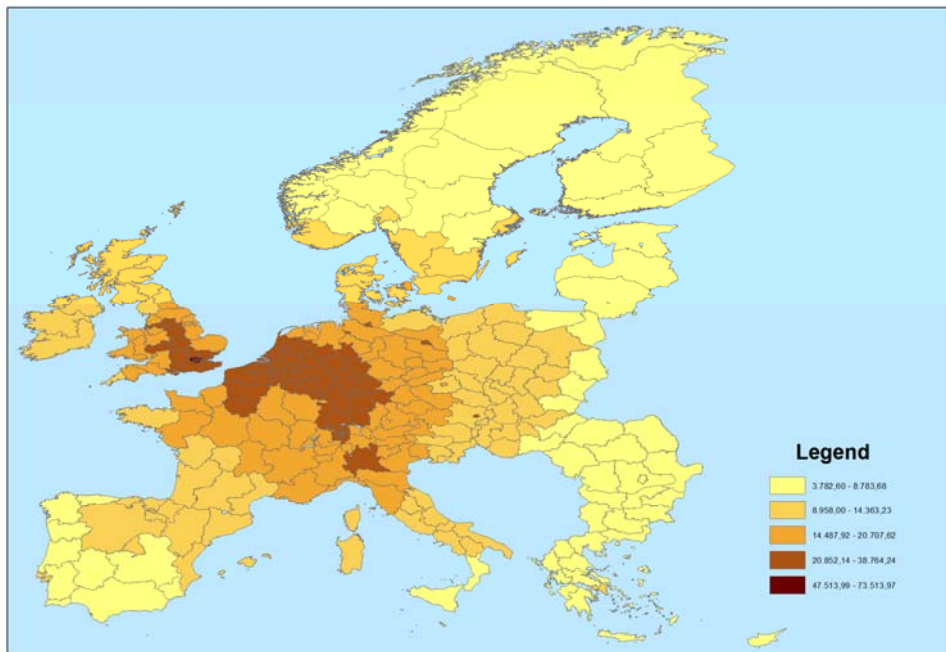 Legend
3.782,60 - 8.783,68
8.958,00 - 14.363,23
14.487,92 - 20.707,62
20.852,14 - 38.764,24
47.513,99 - 73.513,97